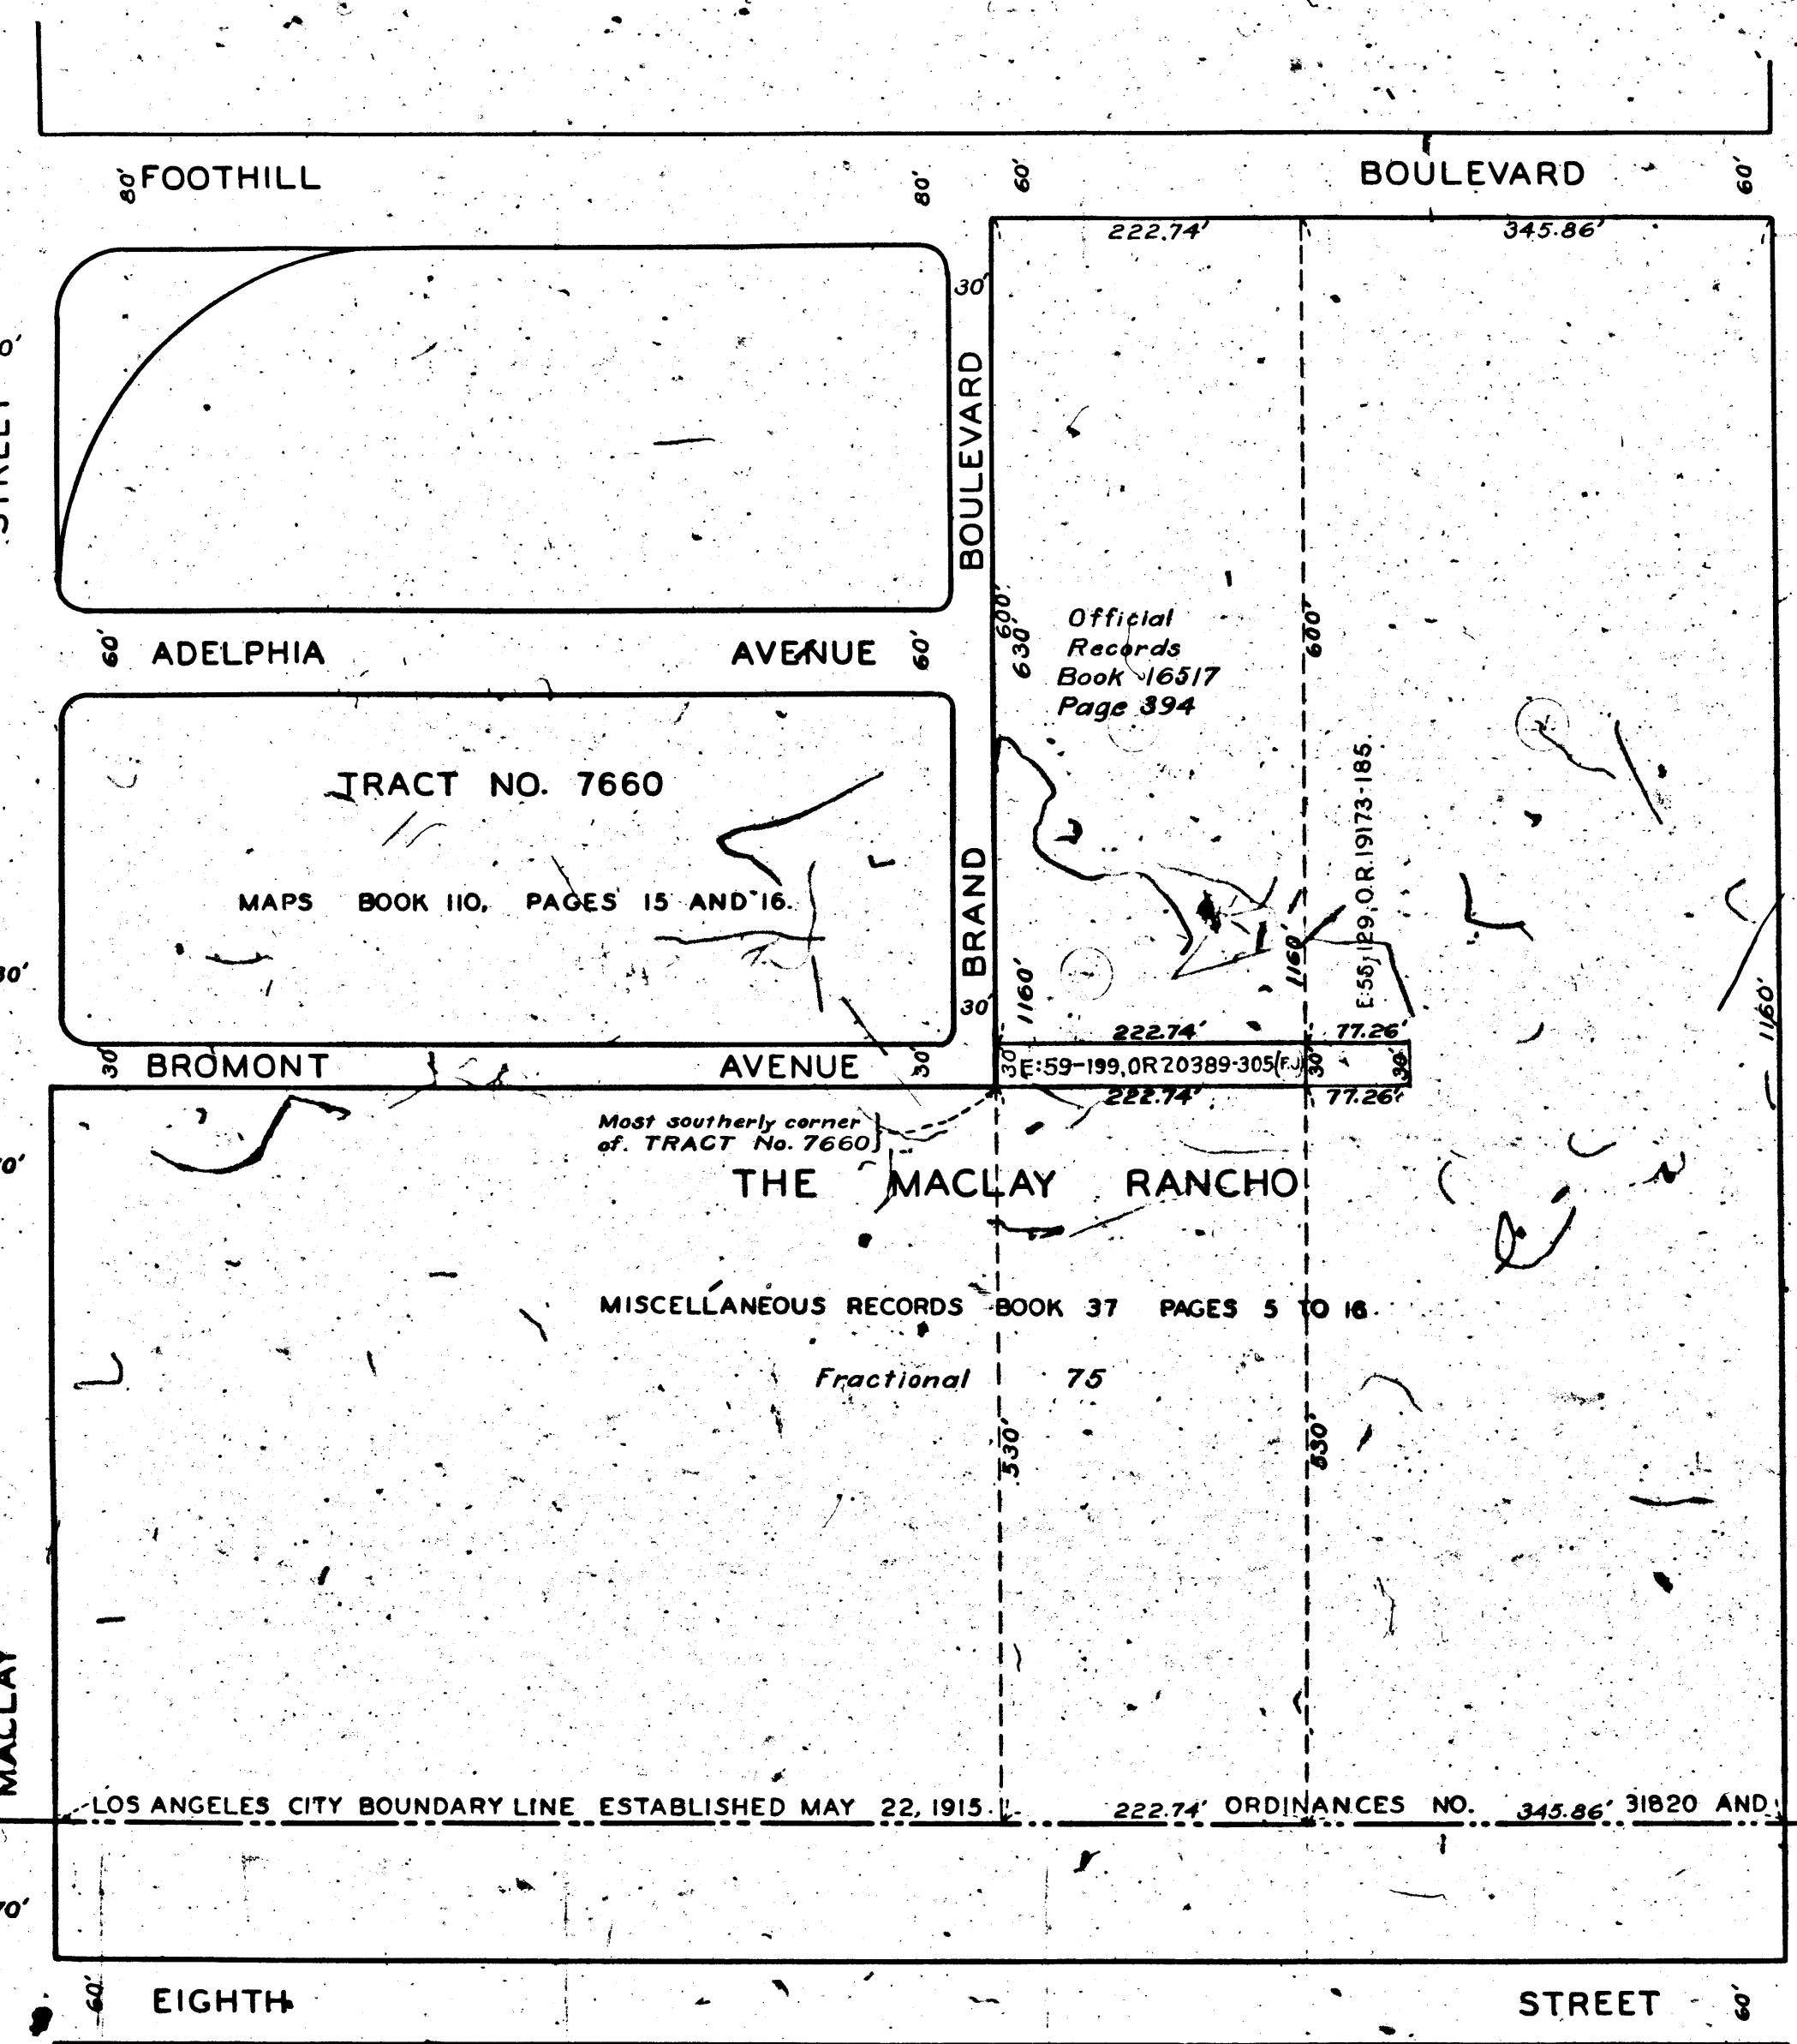 80' FOOTHILL 80' 60' BOULEVARD 60'
222.74' 345.86'
30'
BOULEVARD
600'
630'
600'
Official
Records
Book 16517
Page 394
60' ADELPHIA AVENUE 60'
TRACT NO. 7660
MAPS BOOK 110, PAGES 15 AND 16.
BRAND
30'
1160'
1160'
E:55-129, O.R. 19173-185.
1160'
222.74' 77.26'
30' BROMONT AVENUE 30'
30' E:59-199, OR 20389-305 (F.J) 30' 30'
222.74' 77.26'
Most southerly corner
of TRACT No. 7660
THE MACLAY RANCHO
MISCELLANEOUS RECORDS BOOK 37 PAGES 5 TO 16.
Fractional 75
530' 530'
MACLAY
LOS ANGELES CITY BOUNDARY LINE ESTABLISHED MAY 22, 1915. 222.74' ORDINANCES NO. 345.86' 31820 AND
70'
60' EIGHTH STREET 60'